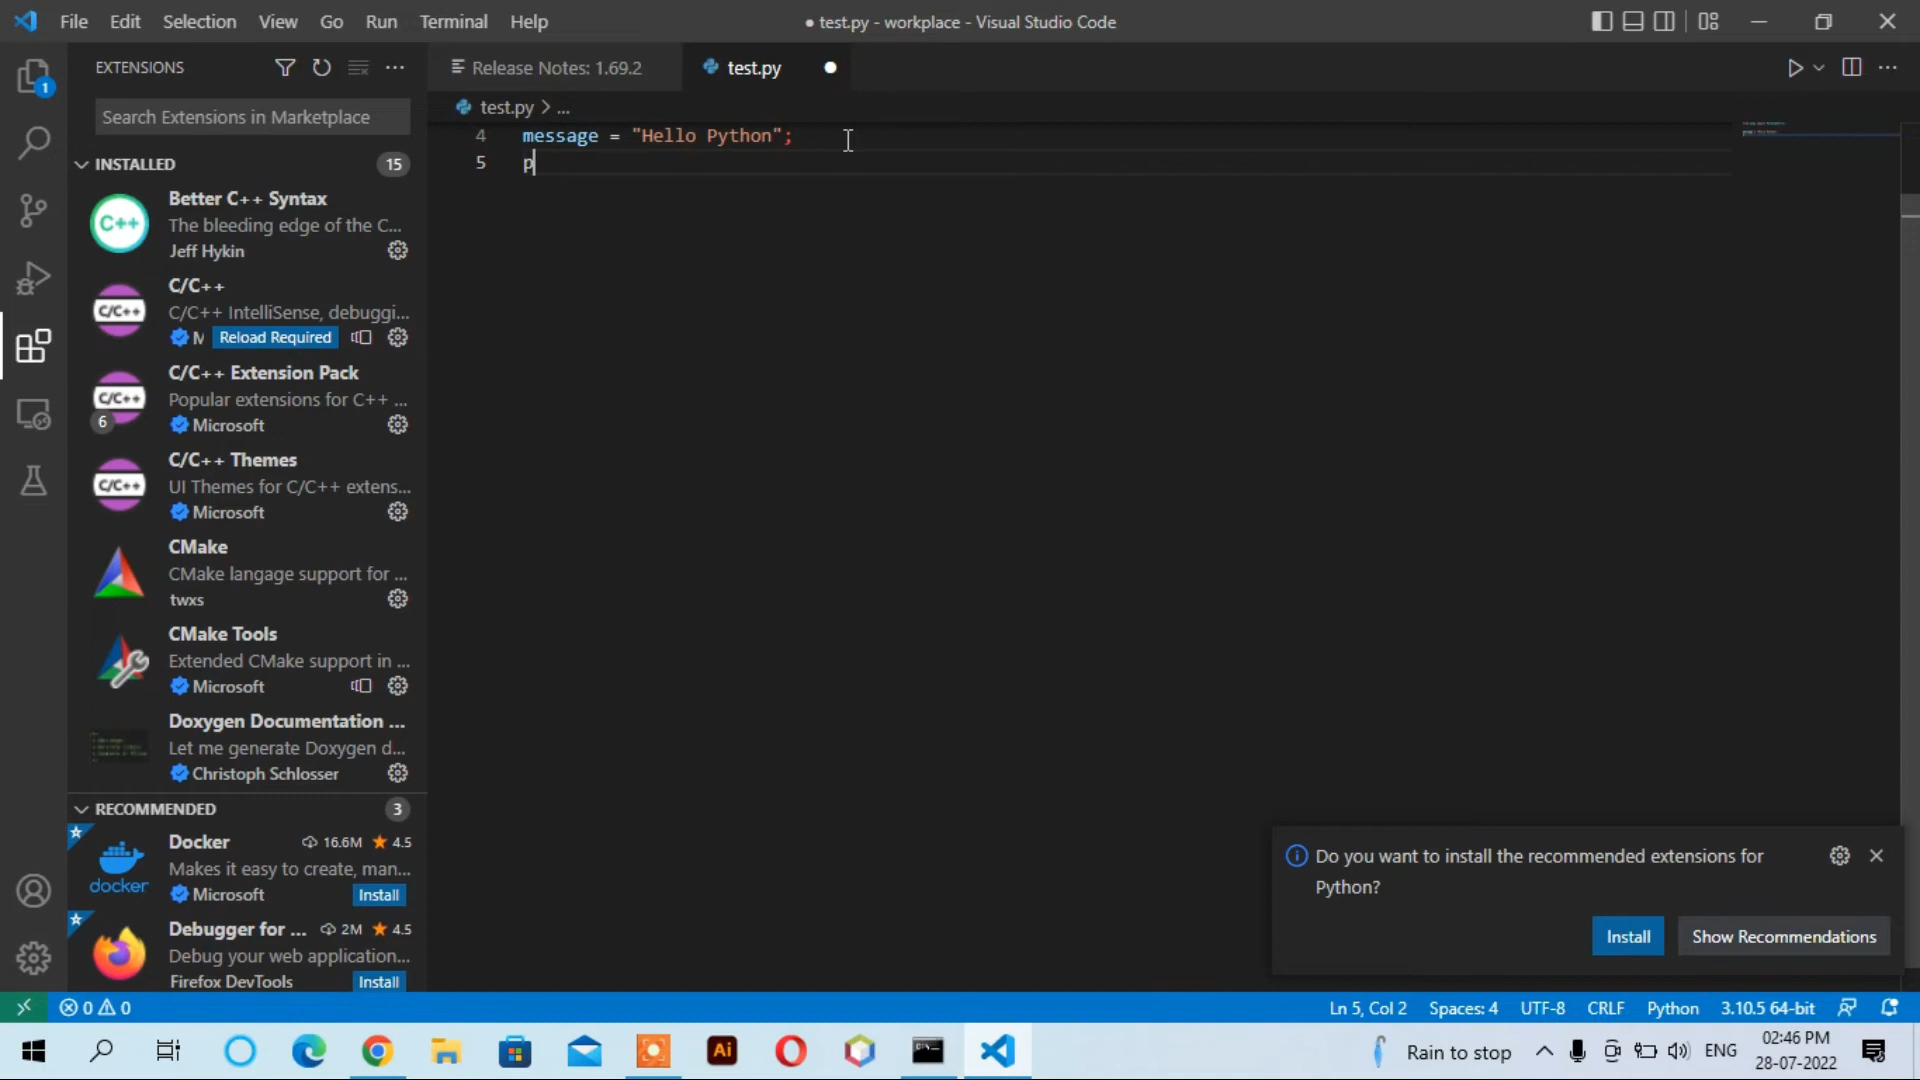 File Edit Selection View Go Run Terminal Help
● test.py - workplace - Visual Studio Code
EXTENSIONS
Search Extensions in Marketplace
INSTALLED 15
Better C++ Syntax
The bleeding edge of the C...
Jeff Hykin
C++
C/C++
C/C++ IntelliSense, debuggi...
M Reload Required
C/C++
C/C++ Extension Pack
Popular extensions for C++ ...
Microsoft
C/C++
6
C/C++ Themes
UI Themes for C/C++ extens...
Microsoft
C/C++
CMake
CMake langage support for ...
twxs
CMake Tools
Extended CMake support in ...
Microsoft
Doxygen Documentation ...
Let me generate Doxygen d...
Christoph Schlosser
RECOMMENDED 3
Docker 16.6M 4.5
Makes it easy to create, man...
Microsoft Install
docker
Debugger for ... 2M 4.5
Debug your web application...
Firefox DevTools Install
1
Release Notes: 1.69.2
test.py
test.py > ...
4 message = "Hello Python";
5 p
Do you want to install the recommended extensions for
Python?
Install Show Recommendations
0 0
Ln 5, Col 2 Spaces: 4 UTF-8 CRLF Python 3.10.5 64-bit
Ai
Rain to stop ENG
02:46 PM
28-07-2022